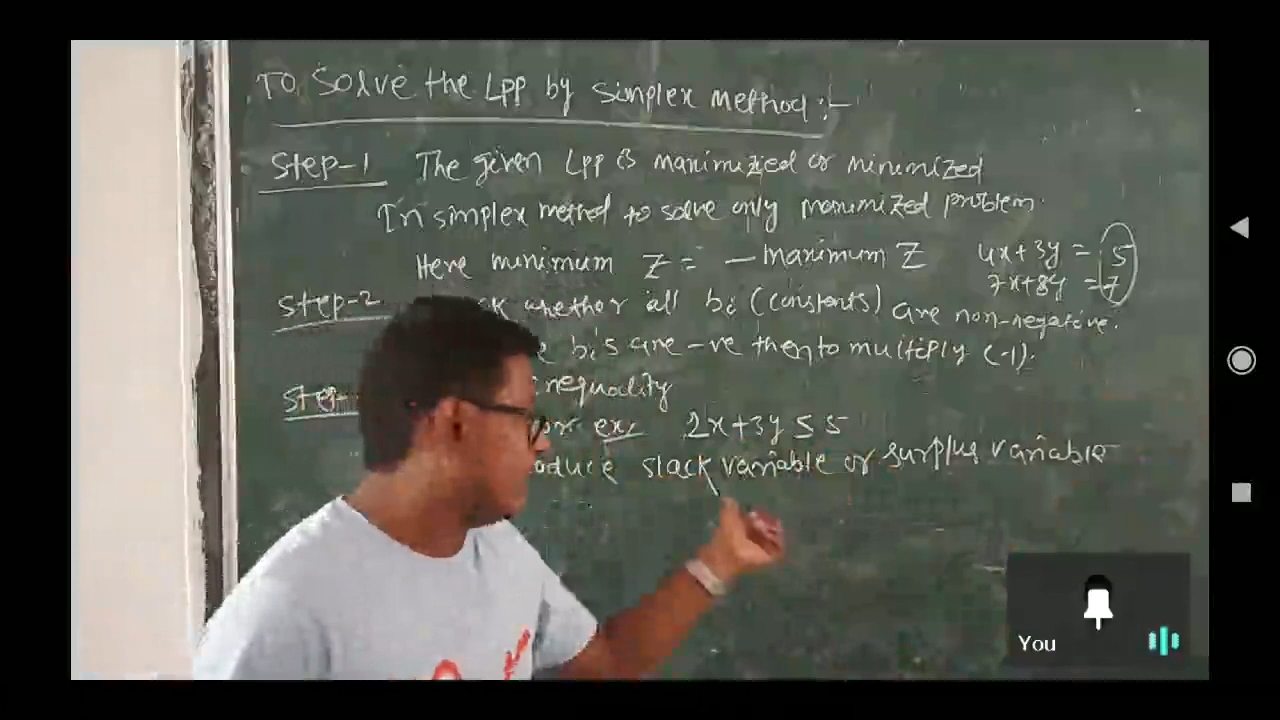 To solve the LPP by simplex method:-
Step-1 The given LPP is maximized or minimized
In simplex method to solve only maximized problem.
Here minimum Z = - maximum Z
4x+3y = 5
7x+8y = 7
Step-2 whether all bi (constants) are non-negative.
bi's are -ve then to multiply (-1).
inequality
ex: 2x+3y ≤ 5
slack variable or surplus variable
You